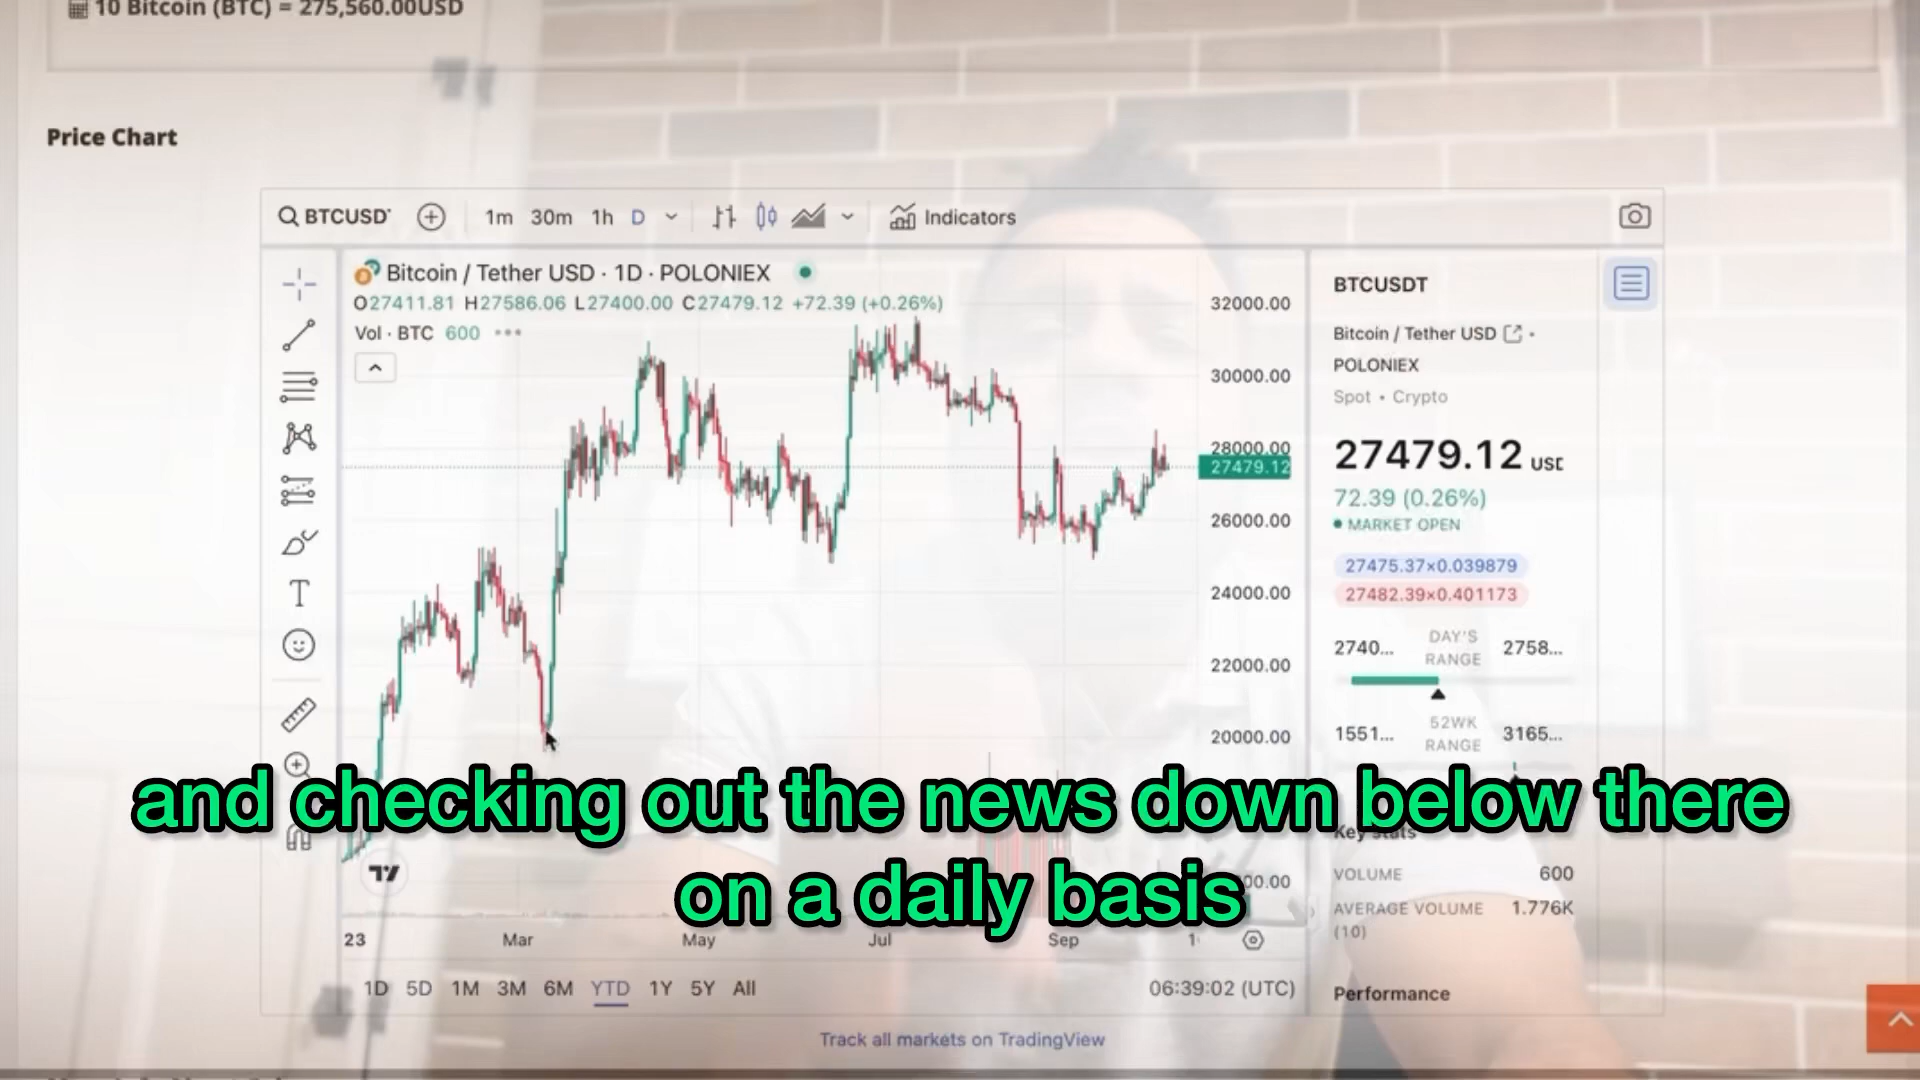 10 Bitcoin (BTC) = 275,560.00USD
Price Chart
BTCUSD
1m 30m 1h D
Indicators
Bitcoin / Tether USD · 1D · POLONIEX
O27411.81 H27586.06 L27400.00 C27479.12 +72.39 (+0.26%)
Vol · BTC 600
32000.00
30000.00
28000.00
27479.12
26000.00
24000.00
22000.00
20000.00
BTCUSDT
Bitcoin / Tether USD
POLONIEX
Spot • Crypto
27479.12 USD
72.39 (0.26%)
MARKET OPEN
27475.37×0.039879
27482.39×0.401173
2740... DAY'S RANGE 2758...
1551... 52WK RANGE 3165...
and checking out the news down below there
on a daily basis
Key stats
VOLUME 600
AVERAGE VOLUME 1.776K
(10)
23 Mar May Jul Sep
1D 5D 1M 3M 6M YTD 1Y 5Y All
06:39:02 (UTC)
Performance
Track all markets on TradingView